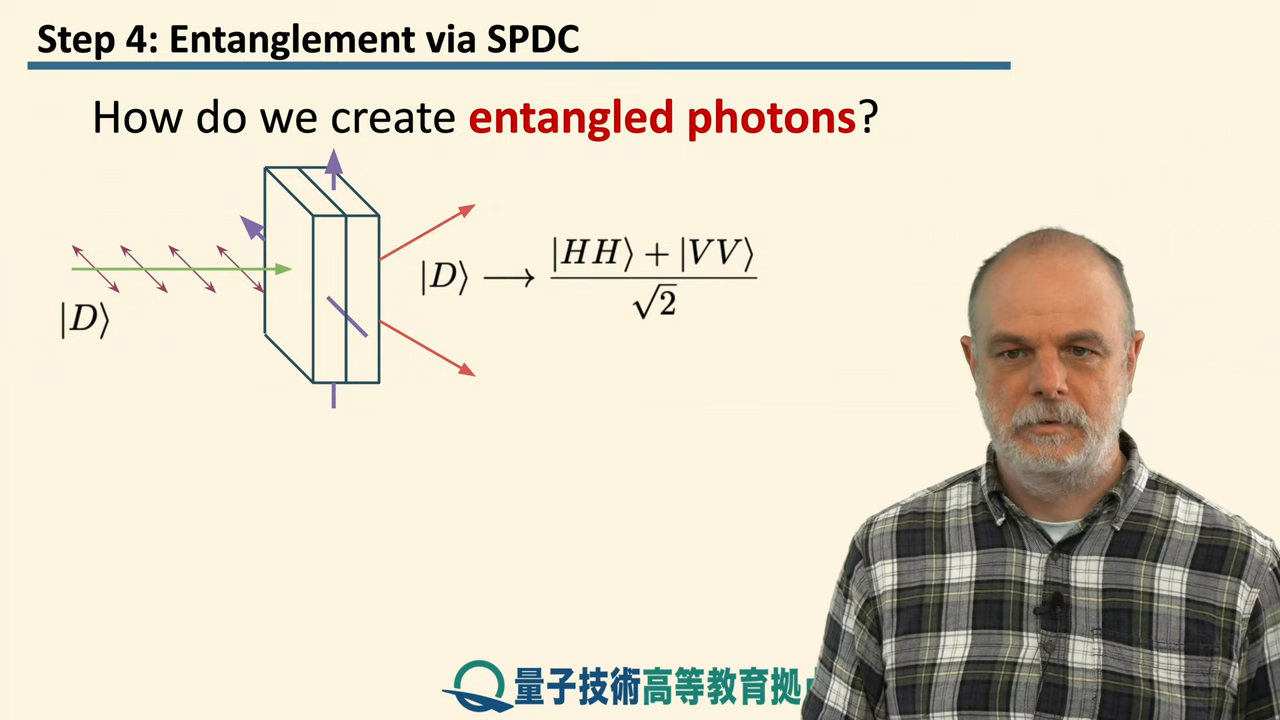 Step 4: Entanglement via SPDC
How do we create entangled photons?
|D⟩
|D⟩ ⟶ (|HH⟩ + |VV⟩) / √2
量子技術高等教育拠